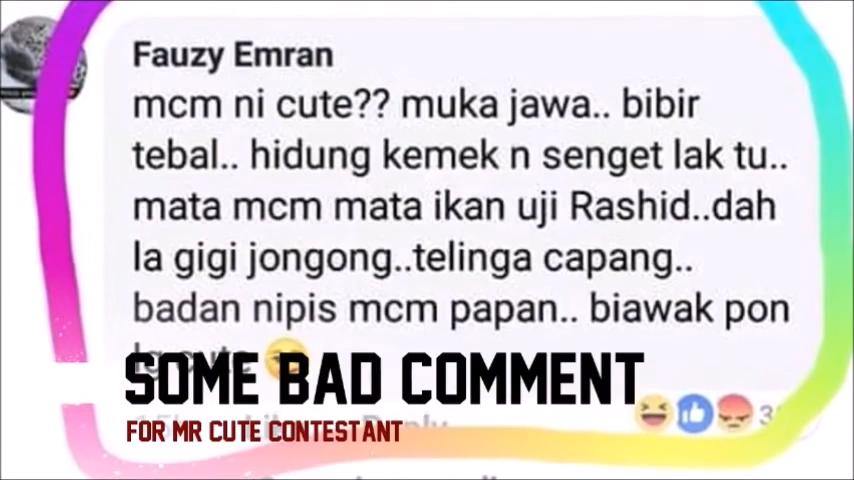 Fauzy Emran
mcm ni cute?? muka jawa.. bibir
tebal.. hidung kemek n senget lak tu..
mata mcm mata ikan uji Rashid..dah
la gigi jongong..telinga capang..
badan nipis mcm papan.. biawak pon
lg cute
SOME BAD COMMENT
FOR MR CUTE CONTESTANT